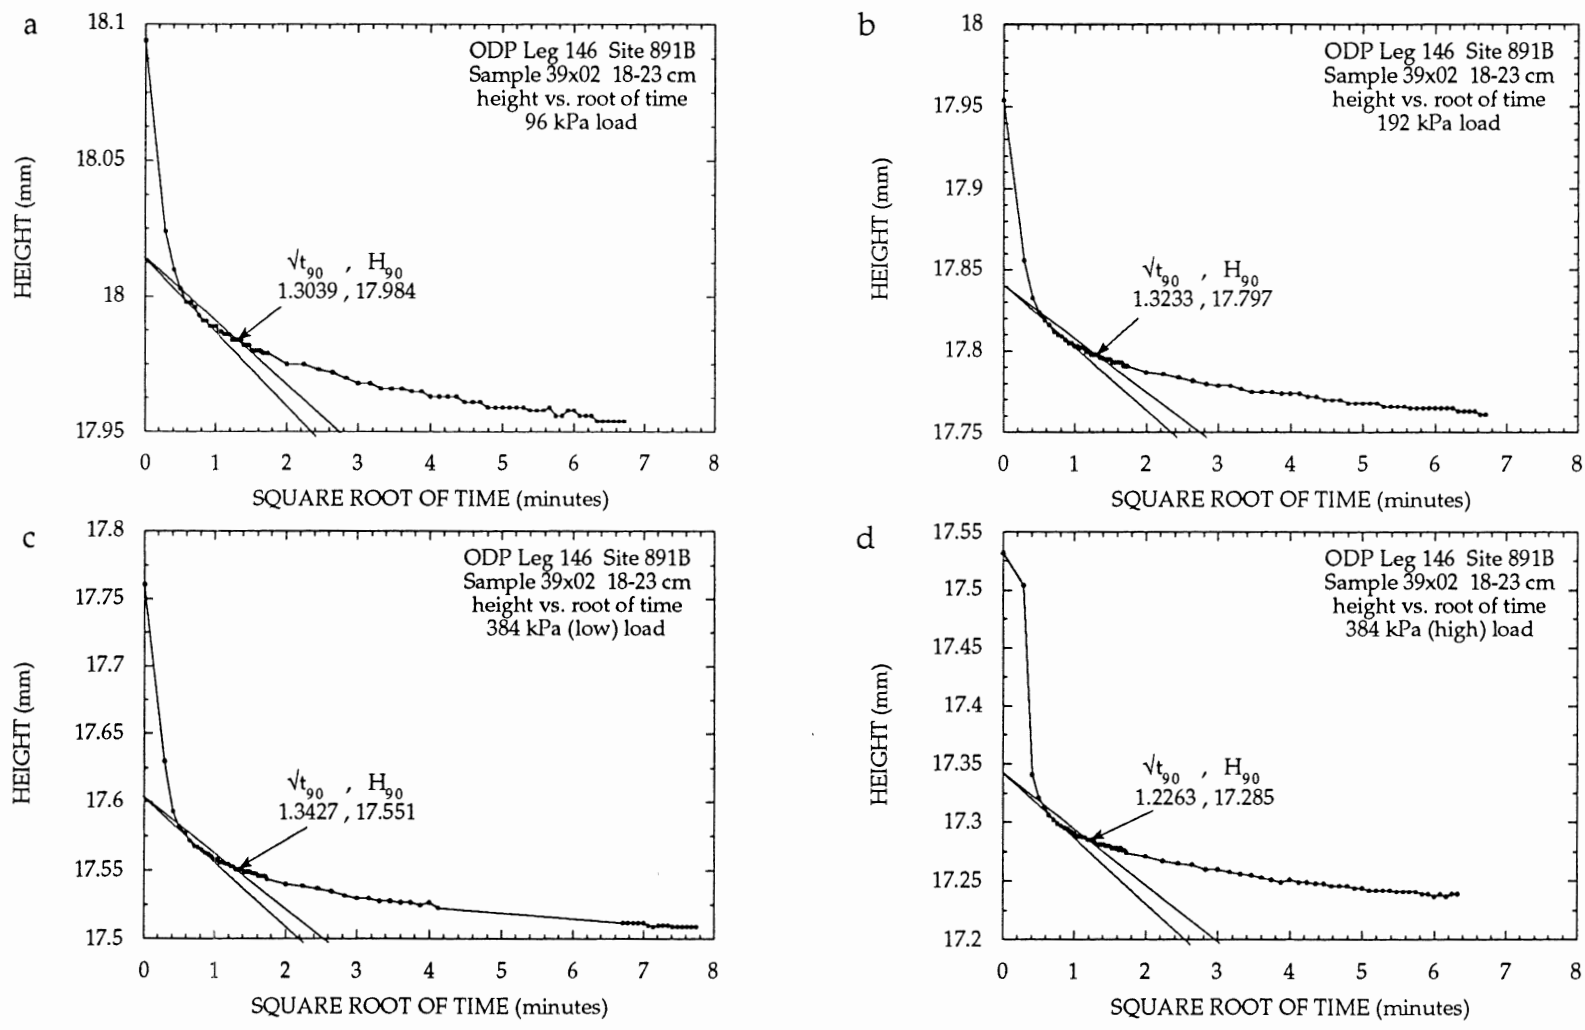 a
18.1
18.05
18
17.95
HEIGHT (mm)
ODP Leg 146 Site 891B
Sample 39x02 18-23 cm
height vs. root of time
96 kPa load
√t90 , H90
1.3039 , 17.984
0 1 2 3 4 5 6 7 8
SQUARE ROOT OF TIME (minutes)
b
18
17.95
17.9
17.85
17.8
17.75
HEIGHT (mm)
ODP Leg 146 Site 891B
Sample 39x02 18-23 cm
height vs. root of time
192 kPa load
√t90 , H90
1.3233 , 17.797
0 1 2 3 4 5 6 7 8
SQUARE ROOT OF TIME (minutes)
c
17.8
17.75
17.7
17.65
17.6
17.55
17.5
HEIGHT (mm)
ODP Leg 146 Site 891B
Sample 39x02 18-23 cm
height vs. root of time
384 kPa (low) load
√t90 , H90
1.3427 , 17.551
0 1 2 3 4 5 6 7 8
SQUARE ROOT OF TIME (minutes)
d
17.55
17.5
17.45
17.4
17.35
17.3
17.25
17.2
HEIGHT (mm)
ODP Leg 146 Site 891B
Sample 39x02 18-23 cm
height vs. root of time
384 kPa (high) load
√t90 , H90
1.2263 , 17.285
0 1 2 3 4 5 6 7 8
SQUARE ROOT OF TIME (minutes)